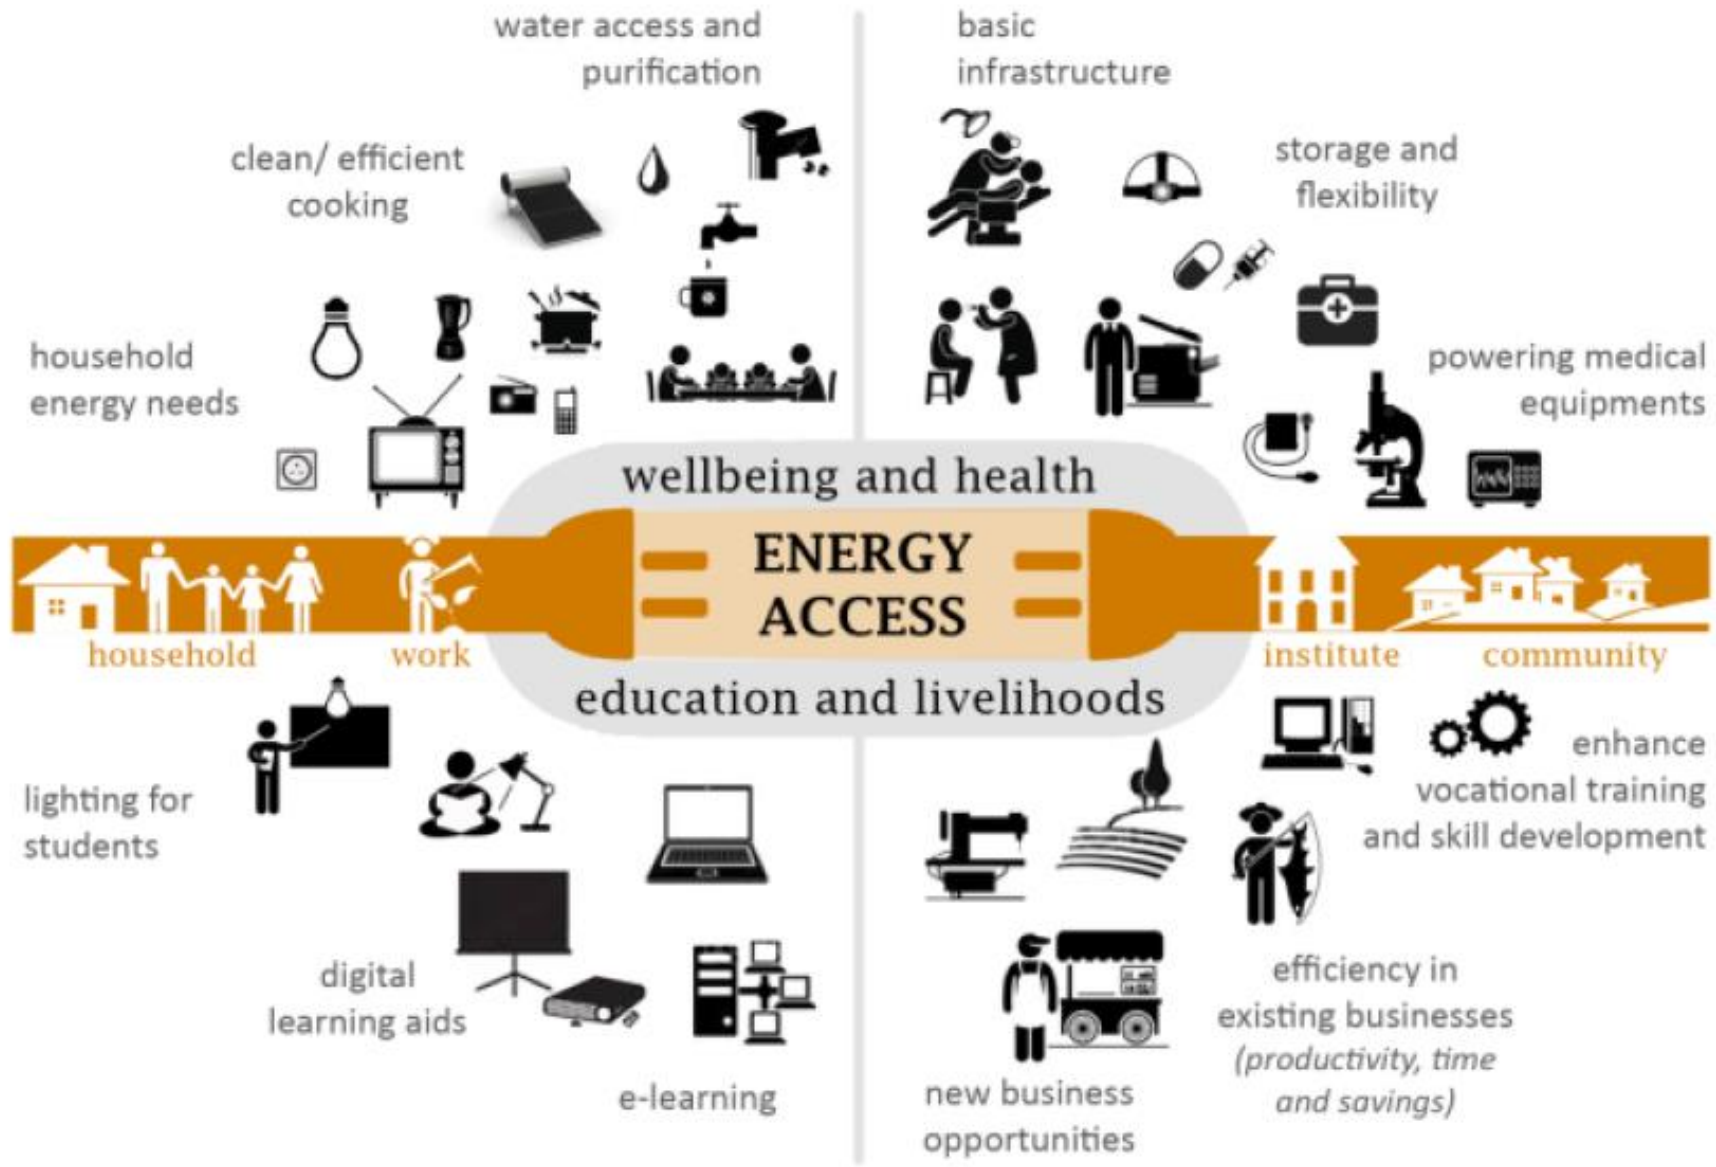 water access and
purification
basic
infrastructure
clean/ efficient
cooking
storage and
flexibility
household
energy needs
powering medical
equipments
wellbeing and health
ENERGY
ACCESS
household
work
institute
community
education and livelihoods
lighting for
students
enhance
vocational training
and skill development
digital
learning aids
efficiency in
existing businesses
(productivity, time
and savings)
e-learning
new business
opportunities